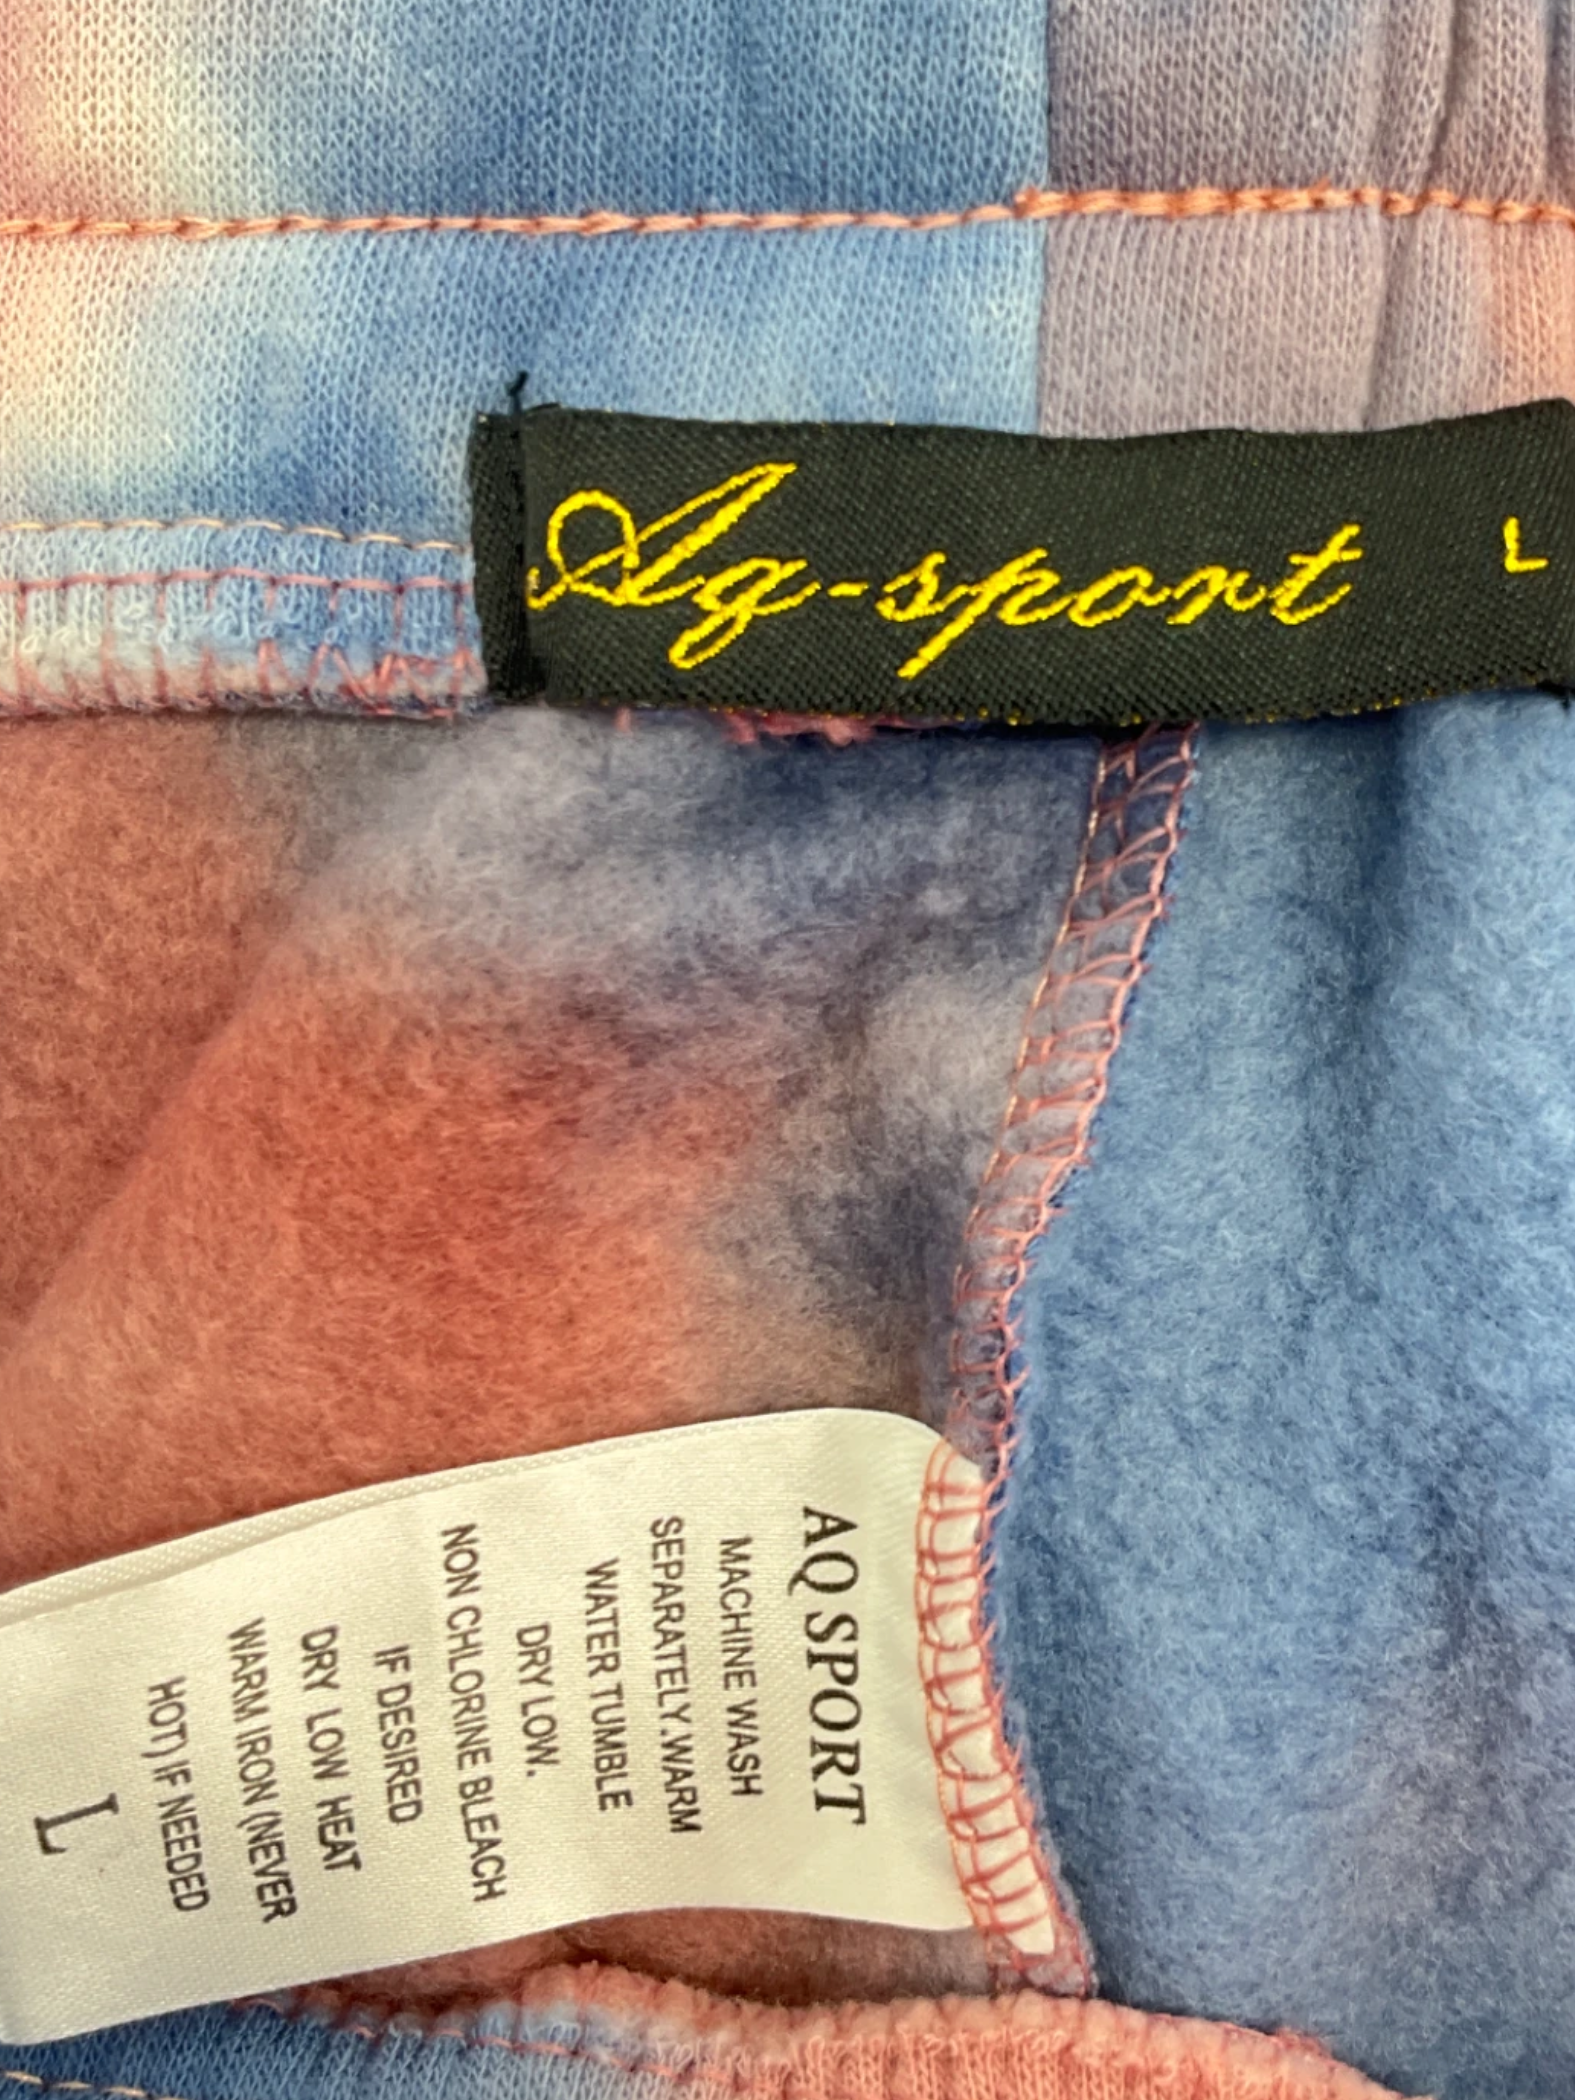 Aq-sport L
AQ SPORT
MACHINE WASH
SEPARATELY.WARM
WATER TUMBLE
DRY LOW.
NON CHLORINE BLEACH
IF DESIRED
DRY LOW HEAT
WARM IRON (NEVER
HOT) IF NEEDED
L